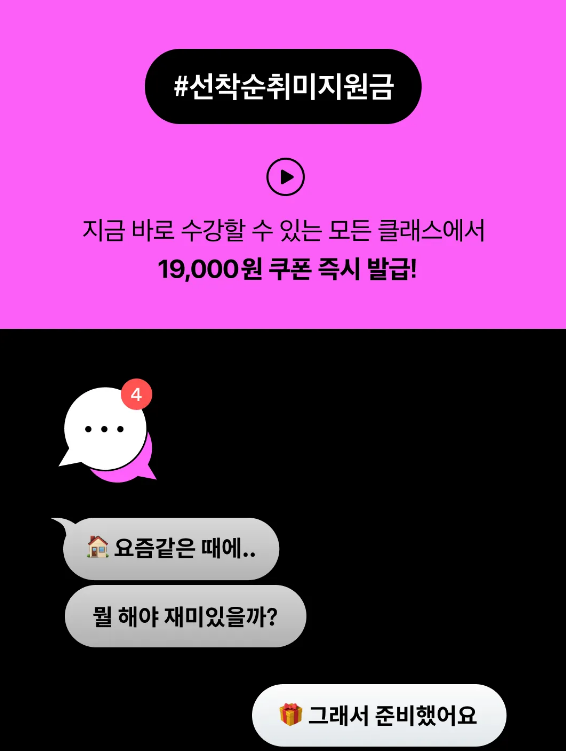 #선착순취미지원금
지금 바로 수강할 수 있는 모든 클래스에서
19,000원 쿠폰 즉시 발급!
4
🏠 요즘같은 때에..
뭘 해야 재미있을까?
🎁 그래서 준비했어요